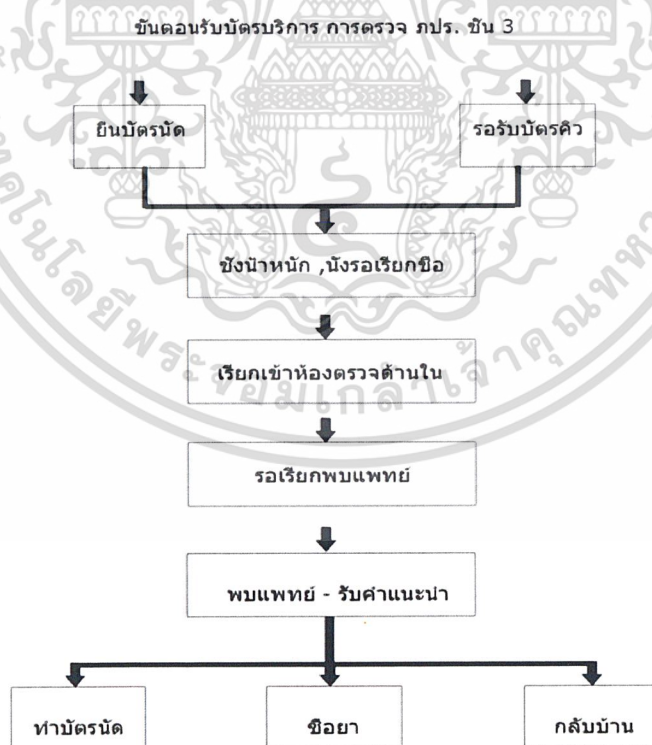 ขั้นตอนรับบัตรบริการ การตรวจ ภปร. ชั้น 3
ยื่นบัตรนัด
รอรับบัตรคิว
ชั่งน้ำหนัก ,นั่งรอเรียกชื่อ
เรียกเข้าห้องตรวจด้านใน
รอเรียกพบแพทย์
พบแพทย์ - รับคำแนะนำ
ทำบัตรนัด
ซื้อยา
กลับบ้าน